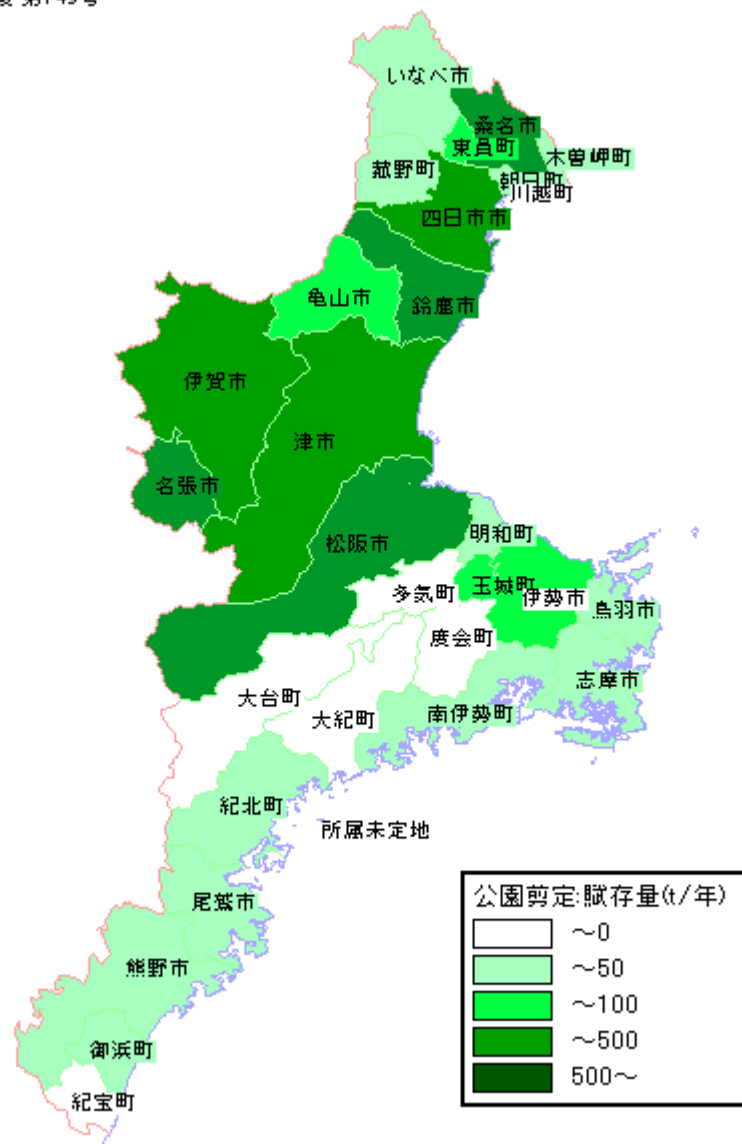 第149号
いなべ市
桑名市
東員町
木曽岬町
菰野町
朝日町
川越町
四日市市
亀山市
鈴鹿市
伊賀市
津市
名張市
松阪市
明和町
多気町
玉城町
伊勢市
鳥羽市
度会町
志摩市
大台町
大紀町
南伊勢町
紀北町
所属未定地
尾鷲市
熊野市
御浜町
紀宝町
公園剪定:賦存量(t/年)
～0
～50
～100
～500
500～